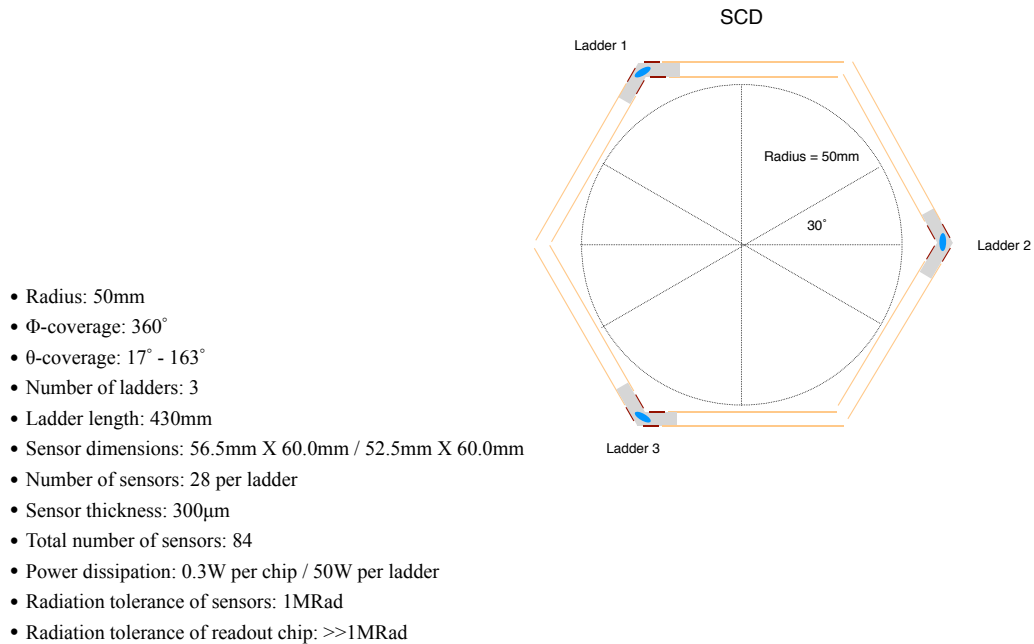 SCD
Ladder 1
Radius = 50mm
30°
Ladder 2
Ladder 3
• Radius: 50mm
• Φ-coverage: 360°
• θ-coverage: 17° - 163°
• Number of ladders: 3
• Ladder length: 430mm
• Sensor dimensions: 56.5mm X 60.0mm / 52.5mm X 60.0mm
• Number of sensors: 28 per ladder
• Sensor thickness: 300μm
• Total number of sensors: 84
• Power dissipation: 0.3W per chip / 50W per ladder
• Radiation tolerance of sensors: 1MRad
• Radiation tolerance of readout chip: >>1MRad